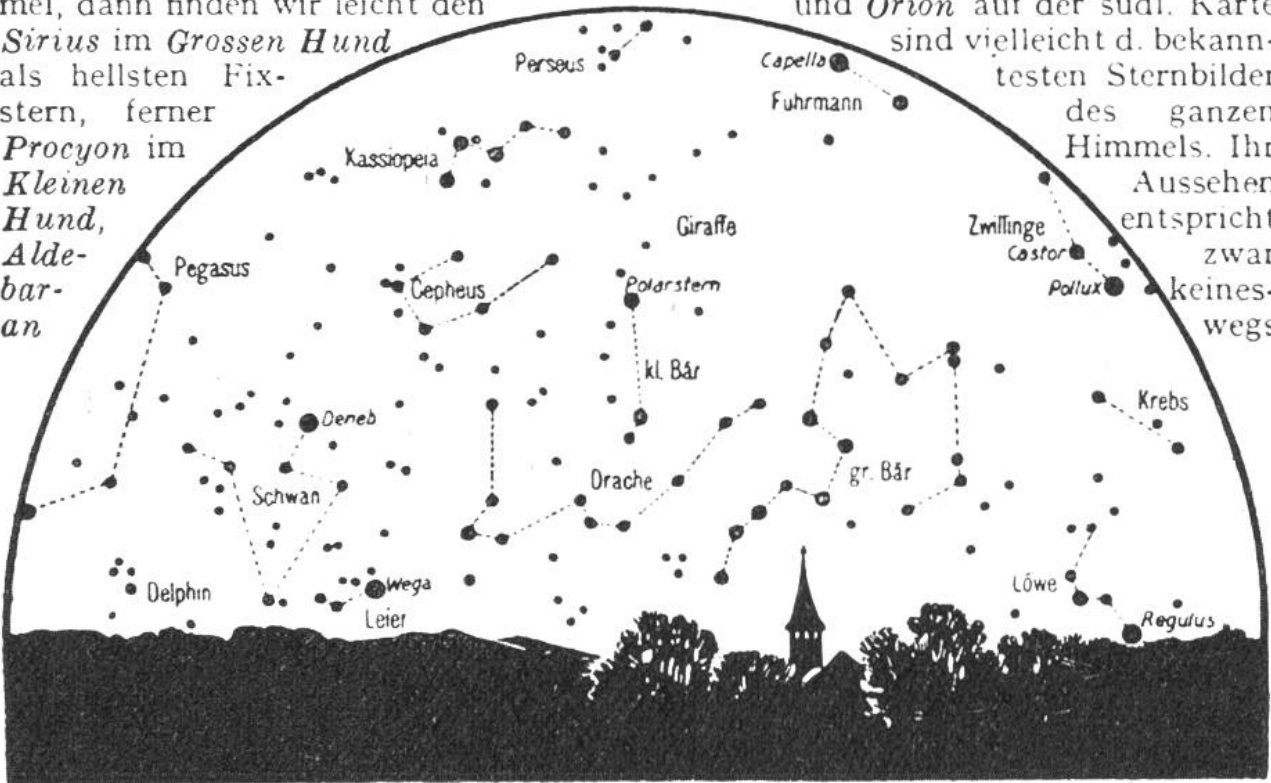 mel, dann finden wir leicht den
Sirius im Grossen Hund
als hellsten Fix-
stern, ferner
Procyon im
Kleinen
Hund,
Alde-
bar-
an
und Orion auf der südl. Karte
sind vielleicht d. bekann-
testen Sternbilder
des ganzen
Himmels. Ihr
Aussehen
entspricht
zwar
keines-
wegs
Perseus
Capella
Fuhrmann
Kassiopeia
Giraffe
Zwillinge
Castor
Pollux
Pegasus
Cepheus
Polarstern
kl. Bär
Krebs
Deneb
Schwan
Drache
gr. Bär
Delphin
Wega
Leier
Löwe
Regulus